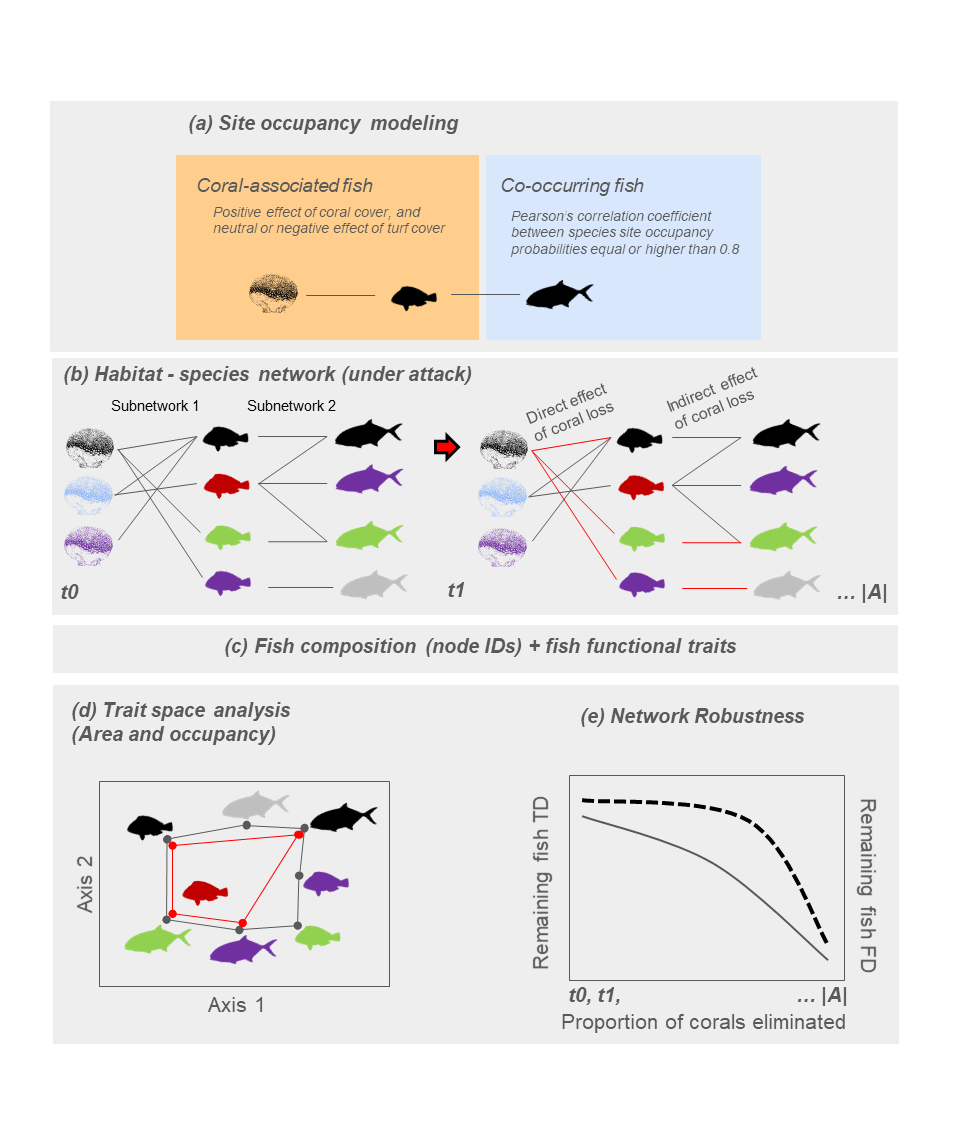 (a) Site occupancy modeling
Coral-associated fish
Positive effect of coral cover, and
neutral or negative effect of turf cover
Co-occurring fish
Pearson's correlation coefficient
between species site occupancy
probabilities equal or higher than 0.8
(b) Habitat - species network (under attack)
Subnetwork 1
Subnetwork 2
Direct effect
of coral loss
Indirect effect
of coral loss
t0
t1
... |A|
(c) Fish composition (node IDs) + fish functional traits
(d) Trait space analysis
(Area and occupancy)
Axis 2
Axis 1
(e) Network Robustness
Remaining fish TD
Remaining fish FD
t0, t1,
... |A|
Proportion of corals eliminated